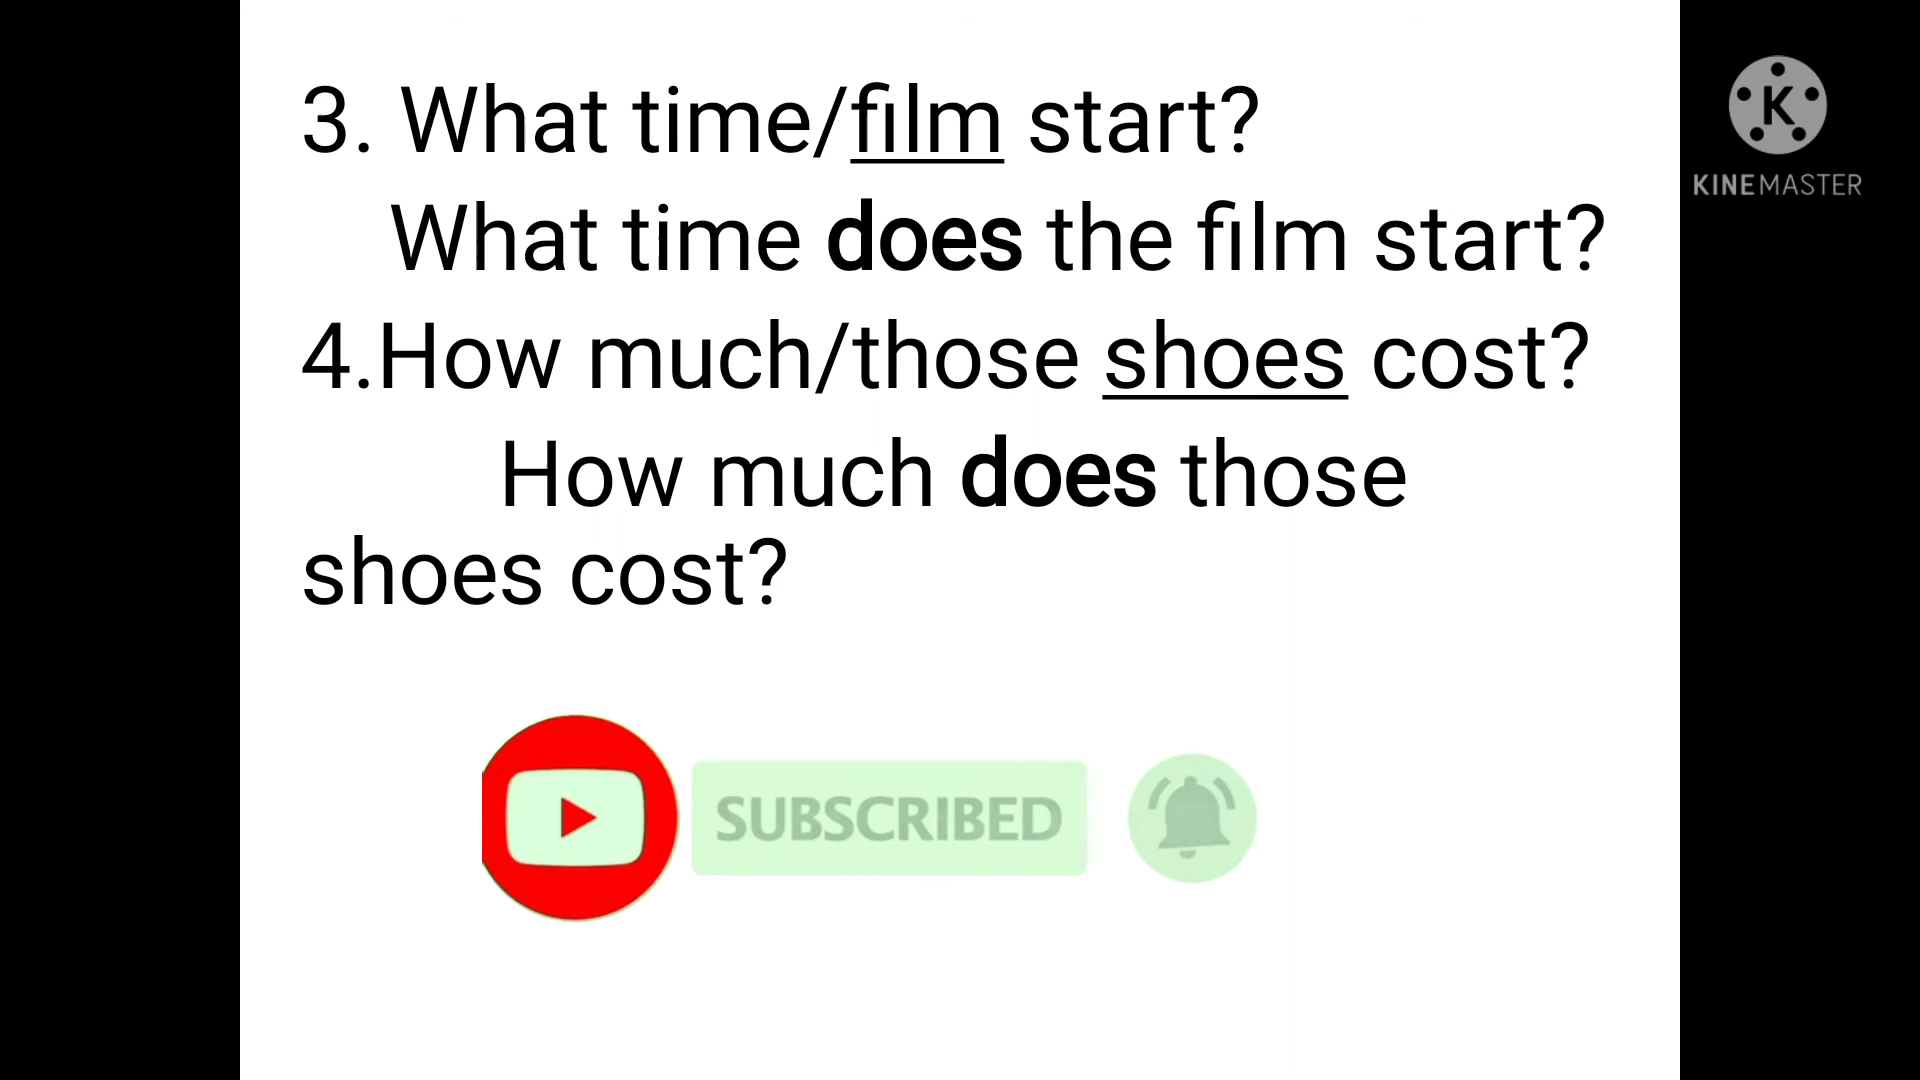 3. What time/film start?
What time does the film start?
4.How much/those shoes cost?
How much does those
shoes cost?
SUBSCRIBED
K
KINEMASTER